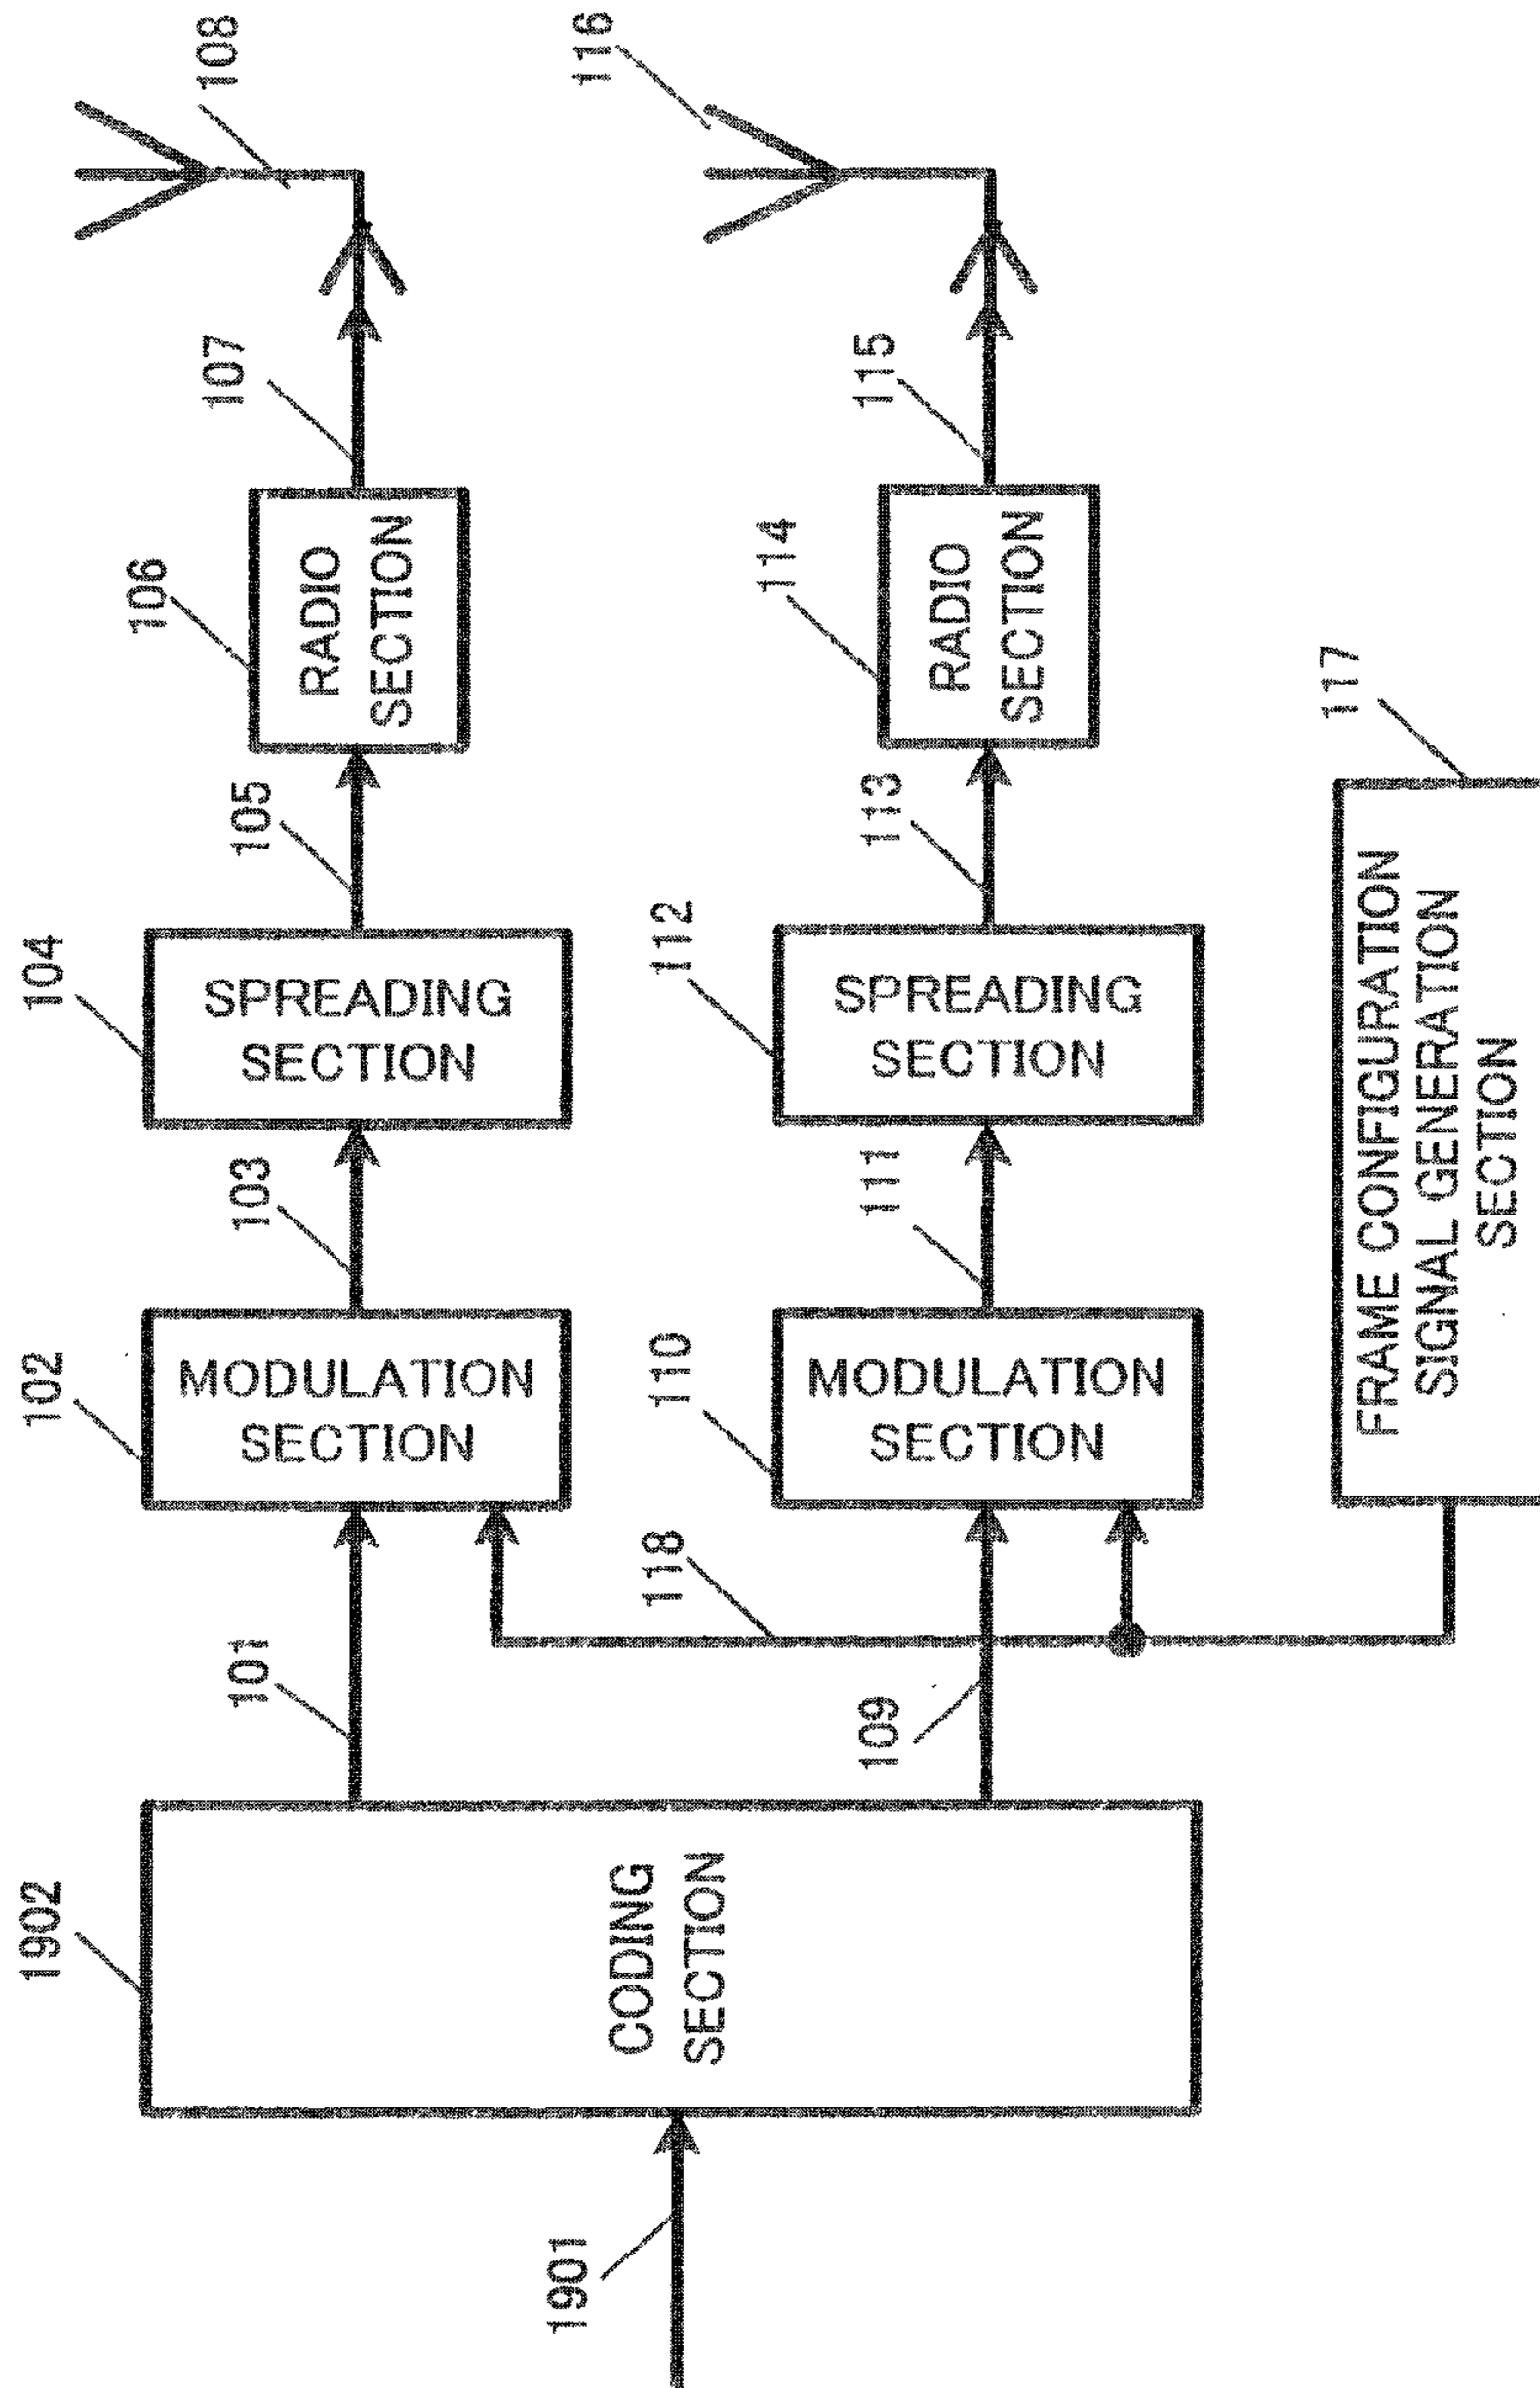 108
116
107
115
106
RADIO
SECTION
114
RADIO
SECTION
117
105
113
104
SPREADING
SECTION
112
SPREADING
SECTION
FRAME CONFIGURATION
SIGNAL GENERATION
SECTION
103
111
102
MODULATION
SECTION
110
MODULATION
SECTION
118
101
109
1902
CODING
SECTION
1901